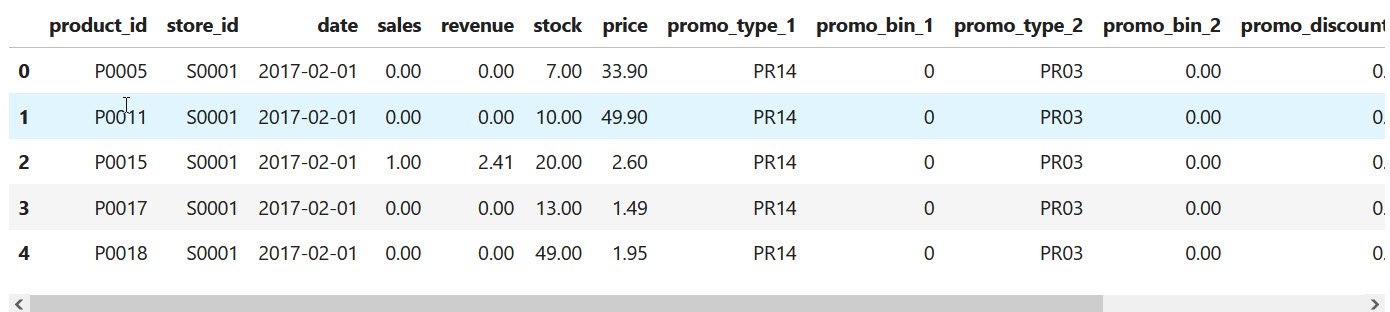 product_id store_id date sales revenue stock price promo_type_1 promo_bin_1 promo_type_2 promo_bin_2 promo_discount
0 P0005 S0001 2017-02-01 0.00 0.00 7.00 33.90 PR14 0 PR03 0.00 0.
1 P0011 S0001 2017-02-01 0.00 0.00 10.00 49.90 PR14 0 PR03 0.00 0.
2 P0015 S0001 2017-02-01 1.00 2.41 20.00 2.60 PR14 0 PR03 0.00 0.
3 P0017 S0001 2017-02-01 0.00 0.00 13.00 1.49 PR14 0 PR03 0.00 0.
4 P0018 S0001 2017-02-01 0.00 0.00 49.00 1.95 PR14 0 PR03 0.00 0.